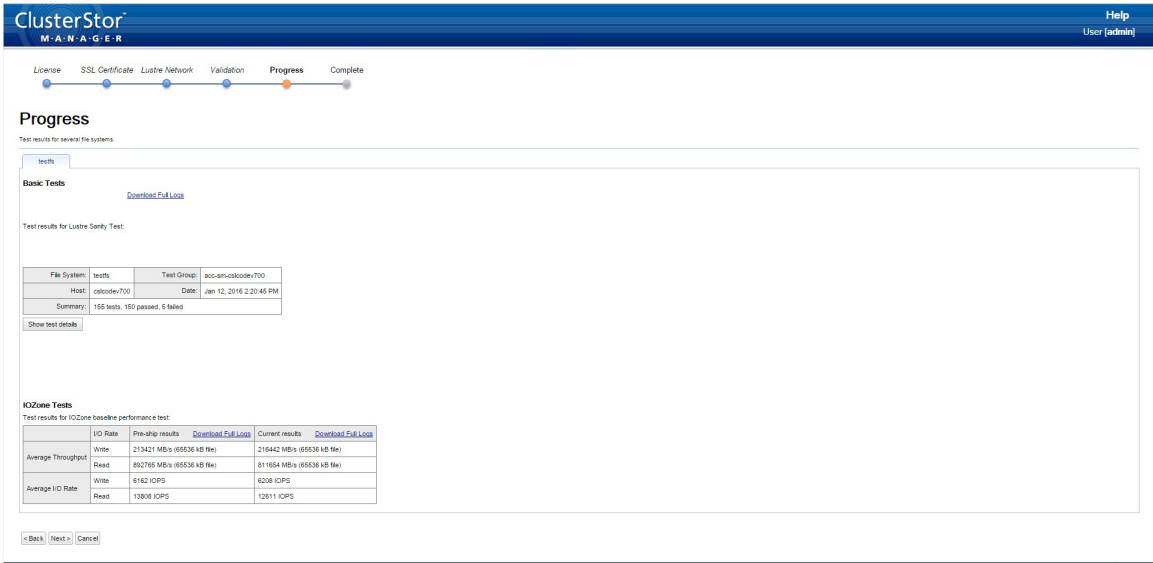 ClusterStor™
M·A·N·A·G·E·R
Help
User [admin]
License SSL Certificate Lustre Network Validation Progress Complete
Progress
Test results for several file systems.
testfs
Basic Tests
Download Full Logs
Test results for Lustre Sanity Test:
File System: testfs Test Group: acc-sm-cslcodev700
Host: cslcodev700 Date: Jan 12, 2016 2:20:45 PM
Summary: 155 tests, 150 passed, 5 failed
Show test details
IOZone Tests
Test results for IOZone baseline performance test:
I/O Rate Pre-ship results Download Full Logs Current results Download Full Logs
Average Throughput Write 213421 MB/s (65536 kB file) 216442 MB/s (65536 kB file)
Read 892765 MB/s (65536 kB file) 811654 MB/s (65536 kB file)
Average I/O Rate Write 6162 IOPS 6208 IOPS
Read 13808 IOPS 12611 IOPS
< Back Next > Cancel